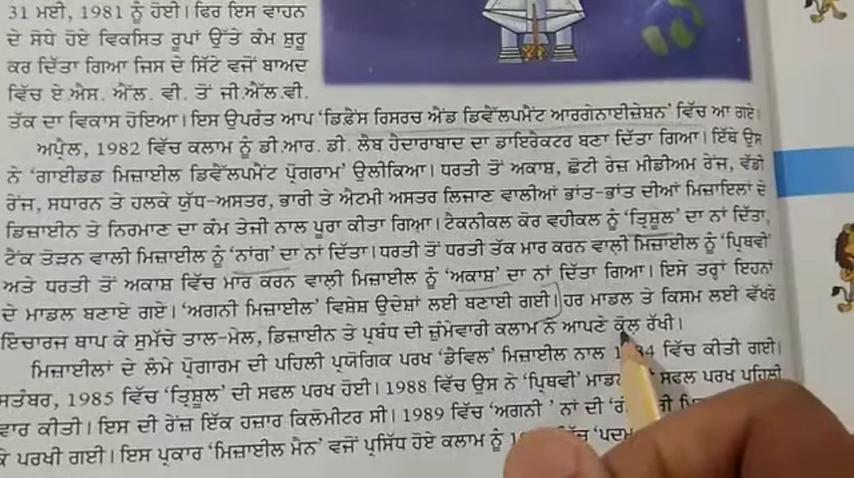 31 ਮਈ, 1981 ਨੂੰ ਹੋਈ। ਫਿਰ ਇਸ ਵਾਹਨ
ਦੇ ਸੋਧੇ ਹੋਏ ਵਿਕਸਿਤ ਰੂਪਾਂ ਉੱਤੇ ਕੰਮ ਸ਼ੁਰੂ
ਕਰ ਦਿੱਤਾ ਗਿਆ ਜਿਸ ਦੇ ਸਿੱਟੇ ਵਜੋਂ ਬਾਅਦ
ਵਿੱਚ ਏ.ਐਸ. ਐੱਲ. ਵੀ. ਤੋਂ ਜੀ.ਐੱਲ.ਵੀ.
ਤੱਕ ਦਾ ਵਿਕਾਸ ਹੋਇਆ। ਇਸ ਉਪਰੰਤ ਆਪ 'ਡਿਫ਼ੈਂਸ ਰਿਸਰਚ ਐਂਡ ਡਿਵੈੱਲਪਮੈਂਟ ਆਰਗੇਨਾਈਜ਼ੇਸ਼ਨ' ਵਿੱਚ ਆ ਗਏ।
ਅਪ੍ਰੈਲ, 1982 ਵਿੱਚ ਕਲਾਮ ਨੂੰ ਡੀ.ਆਰ. ਡੀ. ਲੈਬ ਹੈਦਾਰਾਬਾਦ ਦਾ ਡਾਇਰੈਕਟਰ ਬਣਾ ਦਿੱਤਾ ਗਿਆ। ਇੱਥੇ ਉਸ
ਨੇ 'ਗਾਈਡਡ ਮਿਜ਼ਾਈਲ ਡਿਵੈੱਲਪਮੈਂਟ ਪ੍ਰੋਗਰਾਮ' ਉਲੀਕਿਆ। ਧਰਤੀ ਤੋਂ ਅਕਾਸ਼, ਛੋਟੀ ਰੇਂਜ਼ ਮੀਡੀਅਮ ਰੇਂਜ, ਵੱਡੀ
ਰੇਂਜ, ਸਧਾਰਨ ਤੇ ਹਲਕੇ ਯੁੱਧ-ਅਸਤਰ, ਭਾਰੀ ਤੇ ਐਟਮੀ ਅਸਤਰ ਲਿਜਾਣ ਵਾਲੀਆਂ ਭਾਂਤ-ਭਾਂਤ ਦੀਆਂ ਮਿਜ਼ਾਇਲਾਂ ਦੇ
ਡਿਜ਼ਾਈਨ ਤੇ ਨਿਰਮਾਣ ਦਾ ਕੰਮ ਤੇਜੀ ਨਾਲ ਪੂਰਾ ਕੀਤਾ ਗਿਆ। ਟੈਕਨੀਕਲ ਕੋਰ ਵਹੀਕਲ ਨੂੰ 'ਤ੍ਰਿਸ਼ੂਲ' ਦਾ ਨਾਂ ਦਿੱਤਾ,
ਟੈਂਕ ਤੋੜਨ ਵਾਲੀ ਮਿਜ਼ਾਈਲ ਨੂੰ 'ਨਾਂਗ' ਦਾ ਨਾਂ ਦਿੱਤਾ। ਧਰਤੀ ਤੋਂ ਧਰਤੀ ਤੱਕ ਮਾਰ ਕਰਨ ਵਾਲ਼ੀ ਮਿਜ਼ਾਈਲ ਨੂੰ 'ਪ੍ਰਿਥਵੀ'
ਅਤੇ ਧਰਤੀ ਤੋਂ ਅਕਾਸ਼ ਵਿੱਚ ਮਾਰ ਕਰਨ ਵਾਲ਼ੀ ਮਿਜ਼ਾਈਲ ਨੂੰ 'ਅਕਾਸ਼' ਦਾ ਨਾਂ ਦਿੱਤਾ ਗਿਆ। ਇਸੇ ਤਰ੍ਹਾਂ ਇਹਨਾਂ
ਦੇ ਮਾਡਲ ਬਣਾਏ ਗਏ। 'ਅਗਨੀ ਮਿਜ਼ਾਈਲ' ਵਿਸ਼ੇਸ਼ ਉਦੇਸ਼ਾਂ ਲਈ ਬਣਾਈ ਗਈ। ਹਰ ਮਾਡਲ ਤੇ ਕਿਸਮ ਲਈ ਵੱਖਰੇ
ਇੰਚਾਰਜ ਥਾਪ ਕੇ ਸੁਮੱਚੇ ਤਾਲ-ਮੇਲ, ਡਿਜ਼ਾਈਨ ਤੇ ਪ੍ਰਬੰਧ ਦੀ ਜ਼ੁੰਮੇਵਾਰੀ ਕਲਾਮ ਨੇ ਆਪਣੇ ਕੋਲ਼ ਰੱਖੀ।
ਮਿਜ਼ਾਈਲਾਂ ਦੇ ਲੰਮੇ ਪ੍ਰੋਗਾਰਮ ਦੀ ਪਹਿਲੀ ਪ੍ਰਯੋਗਿਕ ਪਰਖ 'ਡੈਵਿਲ' ਮਿਜ਼ਾਈਲ ਨਾਲ ਵਿੱਚ ਕੀਤੀ ਗਈ।
ਸਤੰਬਰ, 1985 ਵਿੱਚ 'ਤ੍ਰਿਸ਼ੂਲ' ਦੀ ਸਫਲ ਪਰਖ ਹੋਈ। 1988 ਵਿੱਚ ਉਸ ਨੇ 'ਪ੍ਰਿਥਵੀ' ਸਫਲ ਪਰਖ ਪਹਿਲੀ
ਵਾਰ ਕੀਤੀ। ਇਸ ਦੀ ਰੇਂਜ਼ ਇੱਕ ਹਜ਼ਾਰ ਕਿਲੋਮੀਟਰ ਸੀ। 1989 ਵਿੱਚ 'ਅਗਨੀ ' ਨਾਂ ਦੀ
ਕੇ ਪਰਖੀ ਗਈ। ਇਸ ਪ੍ਰਕਾਰ 'ਮਿਜ਼ਾਈਲ ਮੈਨ' ਵਜੋਂ ਪ੍ਰਸਿੱਧ ਹੋਏ ਕਲਾਮ ਨੂੰ